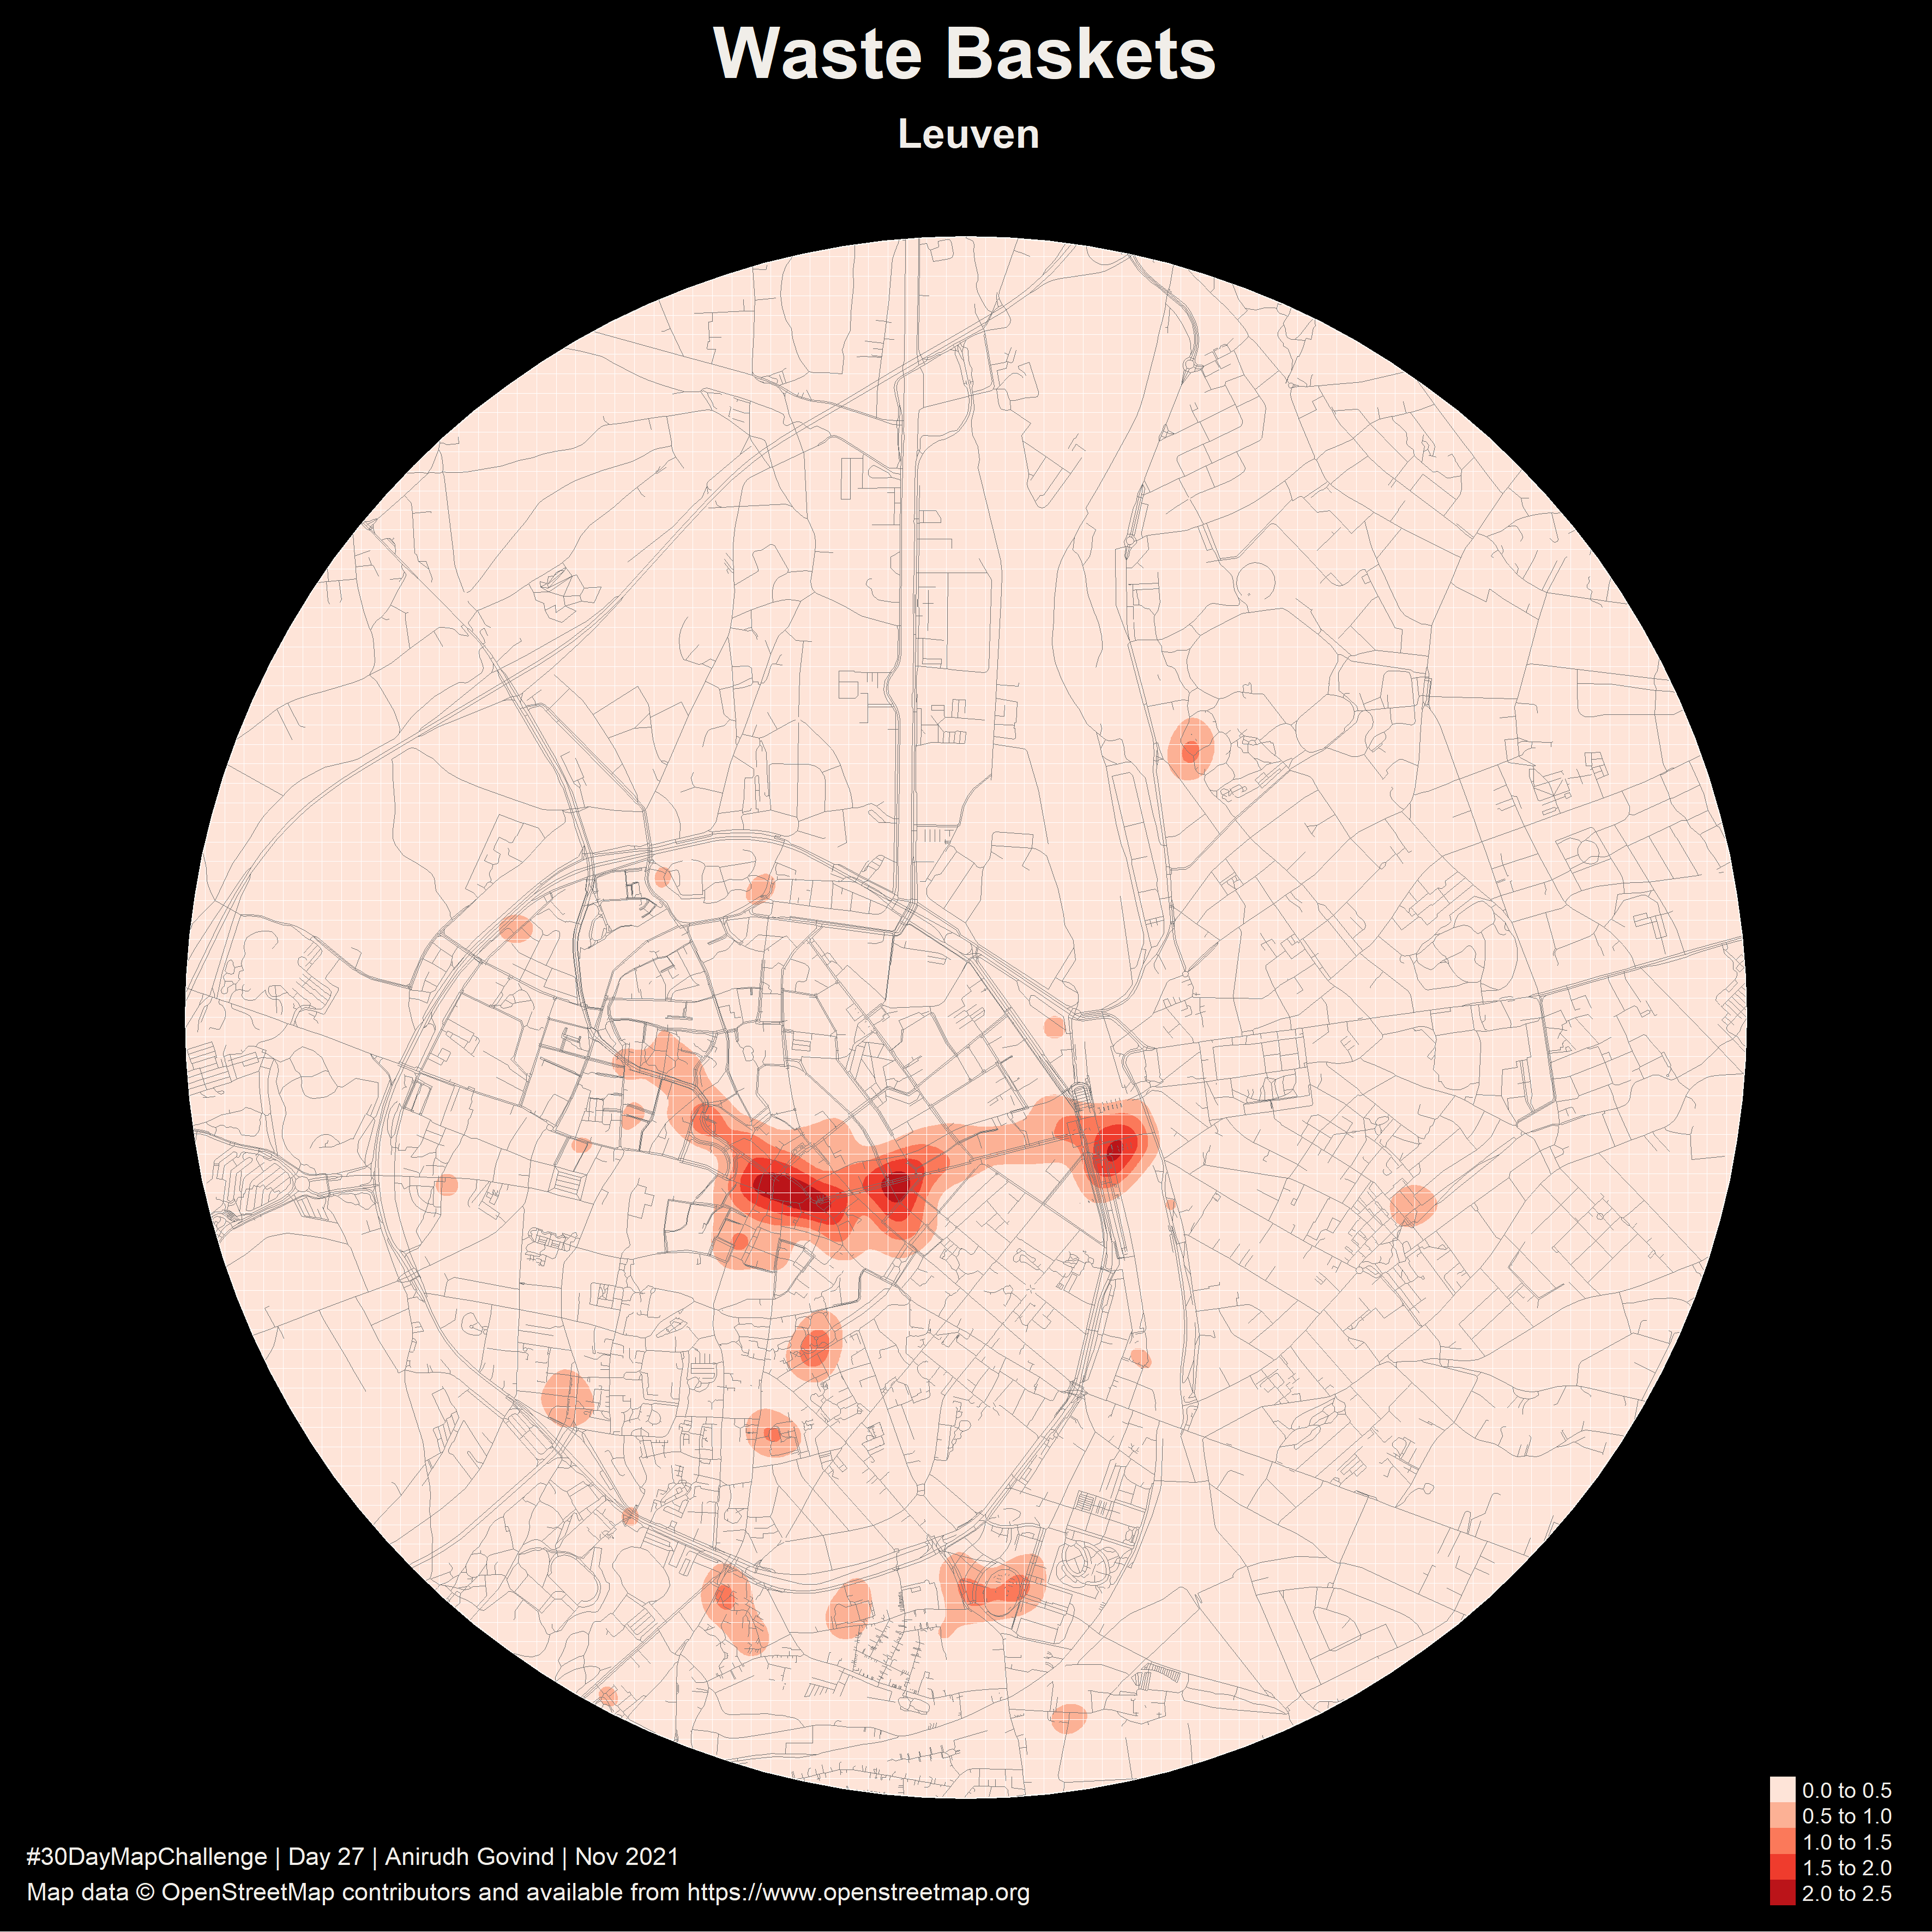 Waste Baskets
Leuven
0.0 to 0.5
0.5 to 1.0
1.0 to 1.5
1.5 to 2.0
2.0 to 2.5
#30DayMapChallenge | Day 27 | Anirudh Govind | Nov 2021
Map data © OpenStreetMap contributors and available from https://www.openstreetmap.org